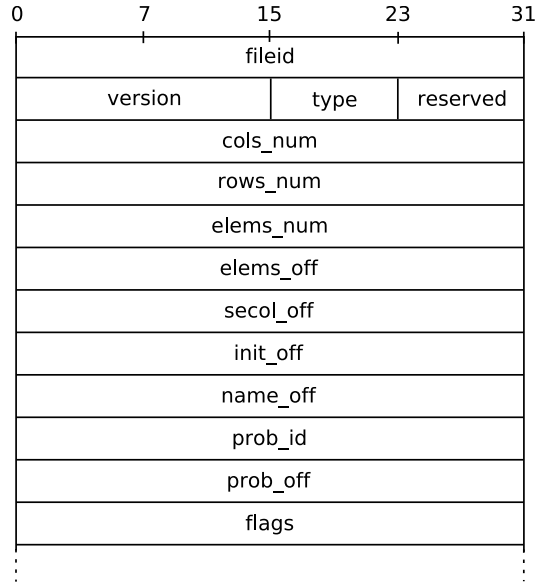 0 7 15 23 31
fileid
version type reserved
cols_num
rows_num
elems_num
elems_off
secol_off
init_off
name_off
prob_id
prob_off
flags